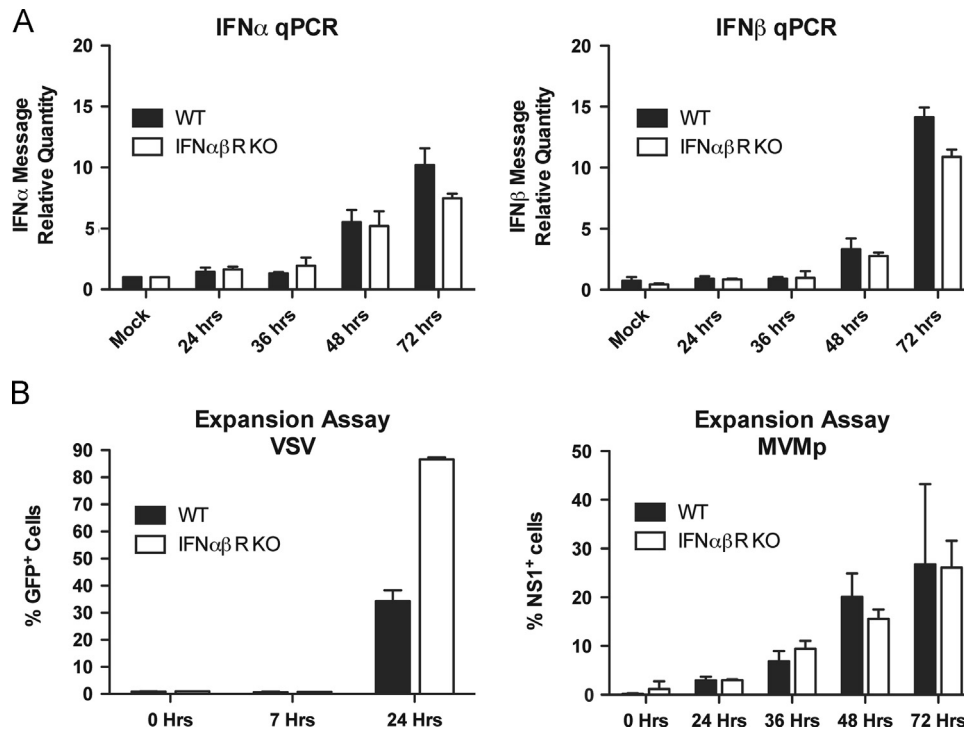 A
IFNα qPCR
IFNα Message
Relative Quantity
20
15
10
5
0
WT
IFNαβR KO
Mock
24 hrs
36 hrs
48 hrs
72 hrs
IFNβ qPCR
IFNβ Message
Relative Quantity
20
15
10
5
0
WT
IFNαβR KO
Mock
24 hrs
36 hrs
48 hrs
72 hrs
B
Expansion Assay
VSV
% GFP⁺ Cells
90
80
70
60
50
40
30
20
10
0
WT
IFNαβR KO
0 Hrs
7 Hrs
24 Hrs
Expansion Assay
MVMp
% NS1⁺ cells
50
40
30
20
10
0
WT
IFNαβR KO
0 Hrs
24 Hrs
36 Hrs
48 Hrs
72 Hrs